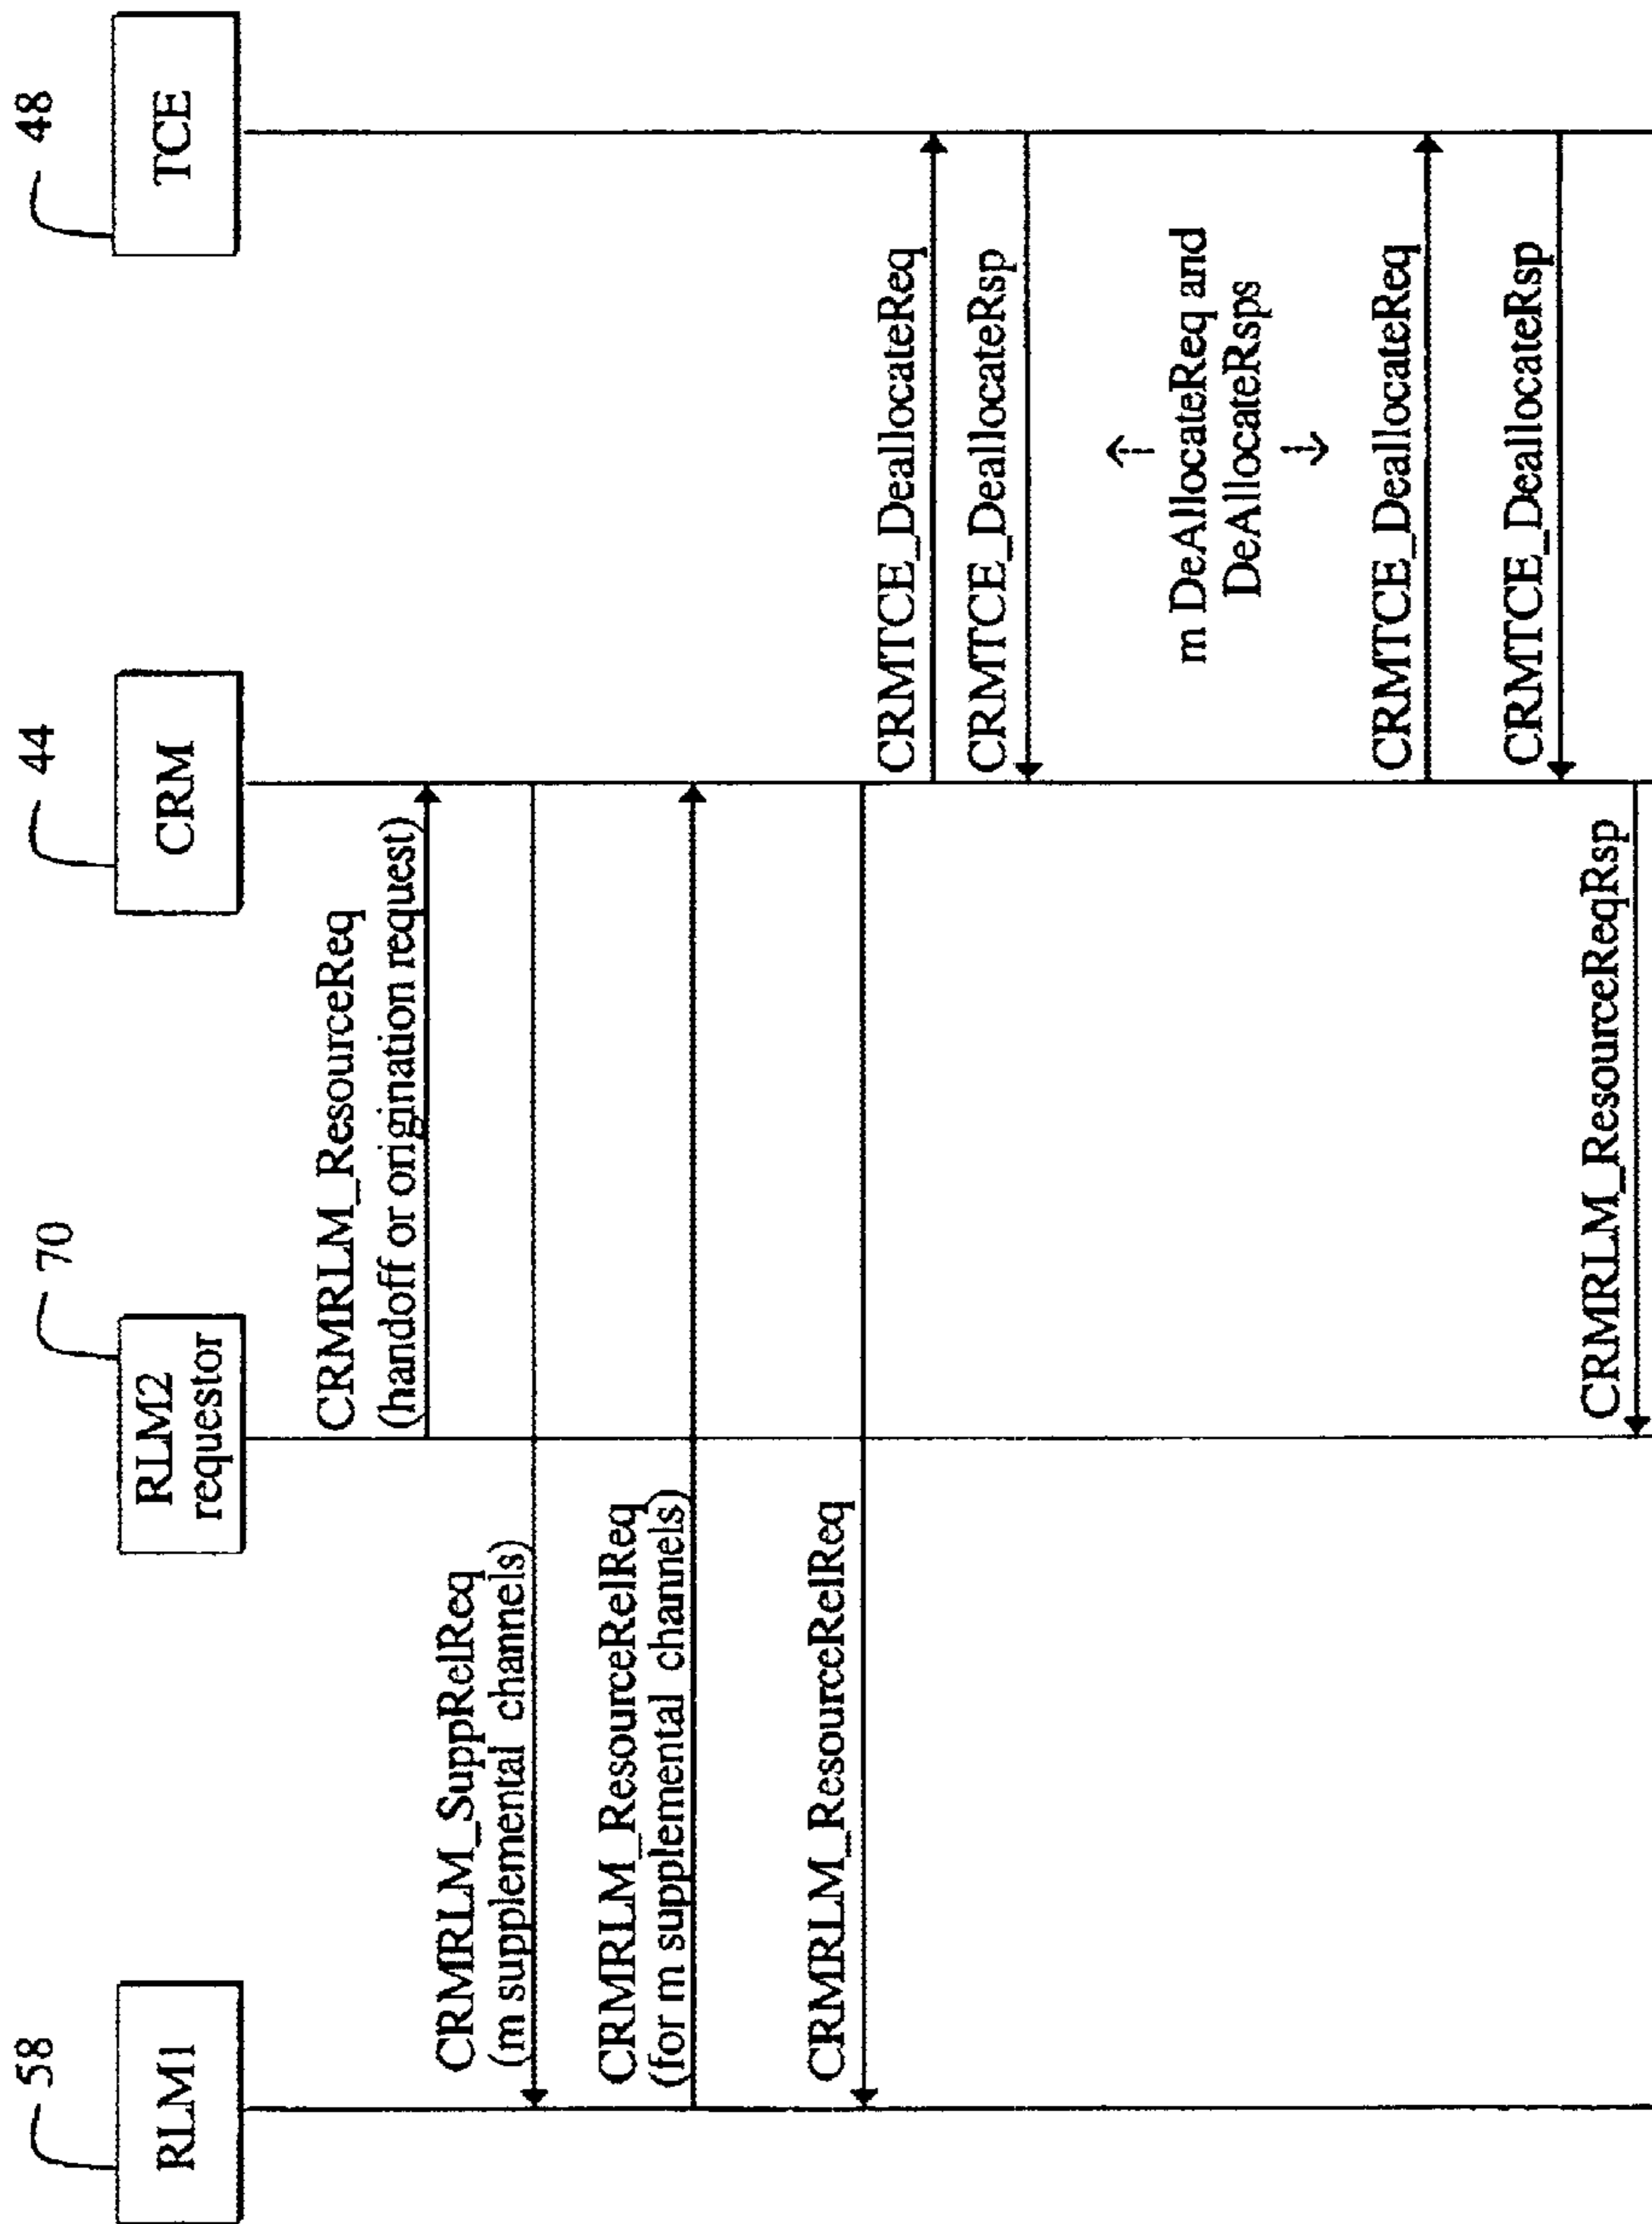 58
RLM1
70
RLM2
requestor
44
CRM
48
TCE
CRMRLM_ResourceReq
(handoff or origination request)
CRMRLM_SuppRelReq
(m supplemental channels)
CRMRLM_ResourceRelReq
(for m supplemental channels)
CRMRLM_ResourceRelReq
CRMTCE_DeallocateReq
CRMTCE_DeallocateRsp
m DeAllocateReq and
DeAllocateRsps
CRMTCE_DeallocateReq
CRMTCE_DeallocateRsp
CRMRLM_ResourceReqRsp